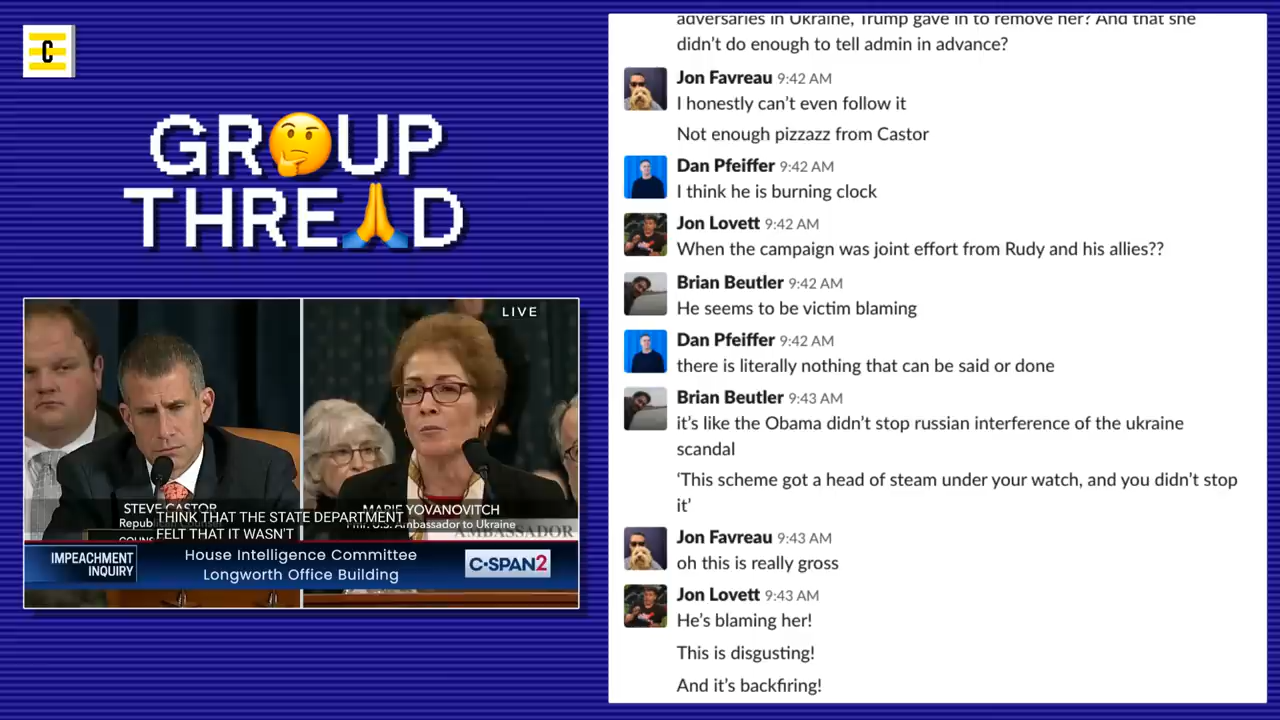 C
GR🤔UP
THRE🙏D
LIVE
STEVE CASTOR
MARIE YOVANOVITCH
THINK THAT THE STATE DEPARTMENT
FELT THAT IT WASN'T
Ambassador to Ukraine
AMBASSADOR
IMPEACHMENT
INQUIRY
House Intelligence Committee
Longworth Office Building
C-SPAN2
adversaries in Ukraine, Trump gave in to remove her? And that she
didn't do enough to tell admin in advance?
Jon Favreau 9:42 AM
I honestly can't even follow it
Not enough pizzazz from Castor
Dan Pfeiffer 9:42 AM
I think he is burning clock
Jon Lovett 9:42 AM
When the campaign was joint effort from Rudy and his allies??
Brian Beutler 9:42 AM
He seems to be victim blaming
Dan Pfeiffer 9:42 AM
there is literally nothing that can be said or done
Brian Beutler 9:43 AM
it's like the Obama didn't stop russian interference of the ukraine
scandal
'This scheme got a head of steam under your watch, and you didn't stop
it'
Jon Favreau 9:43 AM
oh this is really gross
Jon Lovett 9:43 AM
He's blaming her!
This is disgusting!
And it's backfiring!